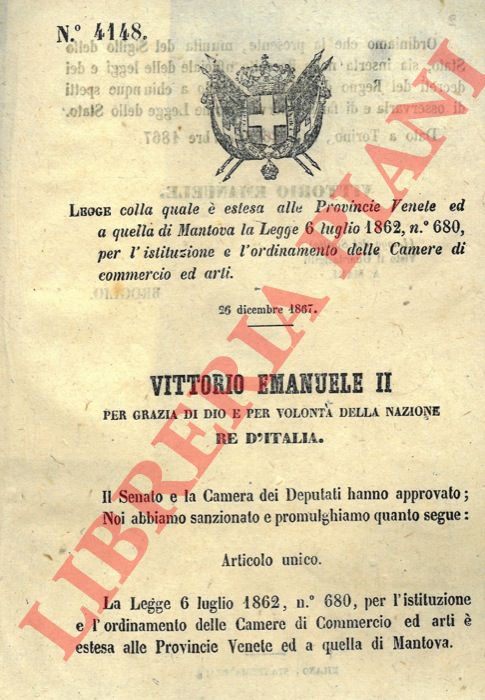 N.º 4148.
LEGGE colla quale è estesa alle Provincie Venete ed
a quella di Mantova la Legge 6 luglio 1862, n.º 680,
per l'istituzione e l'ordinamento delle Camere di
commercio ed arti.
26 dicembre 1867.
VITTORIO EMANUELE II
PER GRAZIA DI DIO E PER VOLONTÀ DELLA NAZIONE
RE D'ITALIA.
Il Senato e la Camera dei Deputati hanno approvato;
Noi abbiamo sanzionato e promulghiamo quanto segue:
Articolo unico.
La Legge 6 luglio 1862, n.º 680, per l'istituzione
e l'ordinamento delle Camere di Commercio ed arti è
estesa alle Provincie Venete ed a quella di Mantova.
LIBRERIA PIANI